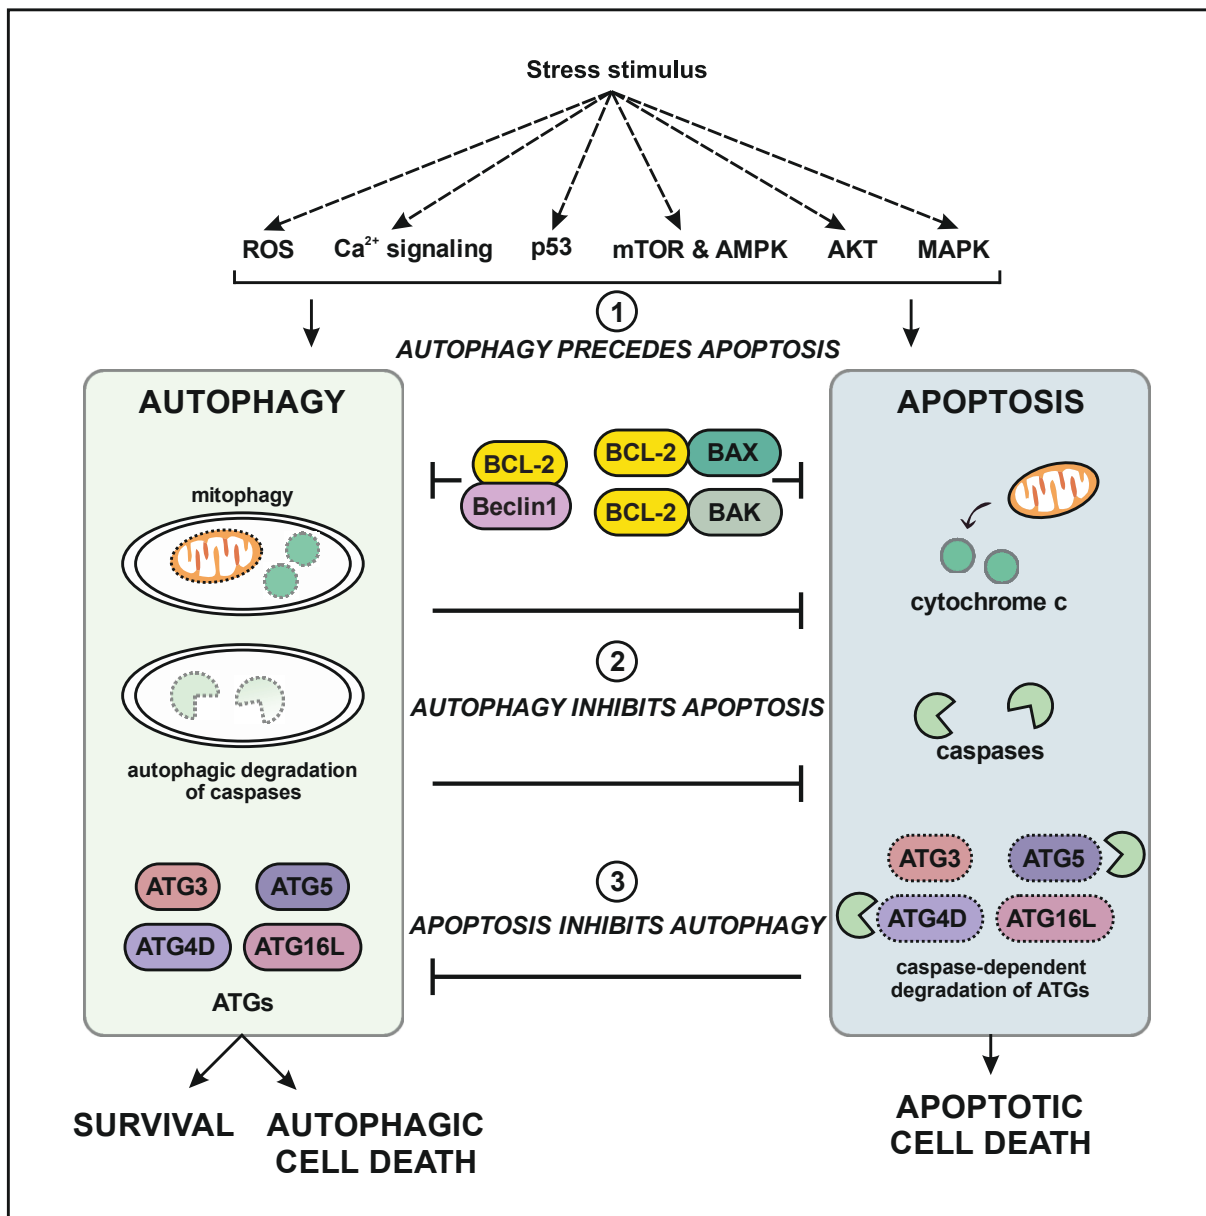 Stress stimulus
ROS
Ca²⁺ signaling
p53
mTOR & AMPK
AKT
MAPK
1
AUTOPHAGY PRECEDES APOPTOSIS
AUTOPHAGY
mitophagy
autophagic degradation
of caspases
ATG3
ATG5
ATG4D
ATG16L
ATGs
BCL-2
Beclin1
BCL-2
BAX
BCL-2
BAK
2
AUTOPHAGY INHIBITS APOPTOSIS
3
APOPTOSIS INHIBITS AUTOPHAGY
APOPTOSIS
cytochrome c
caspases
ATG3
ATG5
ATG4D
ATG16L
caspase-dependent
degradation of ATGs
SURVIVAL
AUTOPHAGIC
CELL DEATH
APOPTOTIC
CELL DEATH